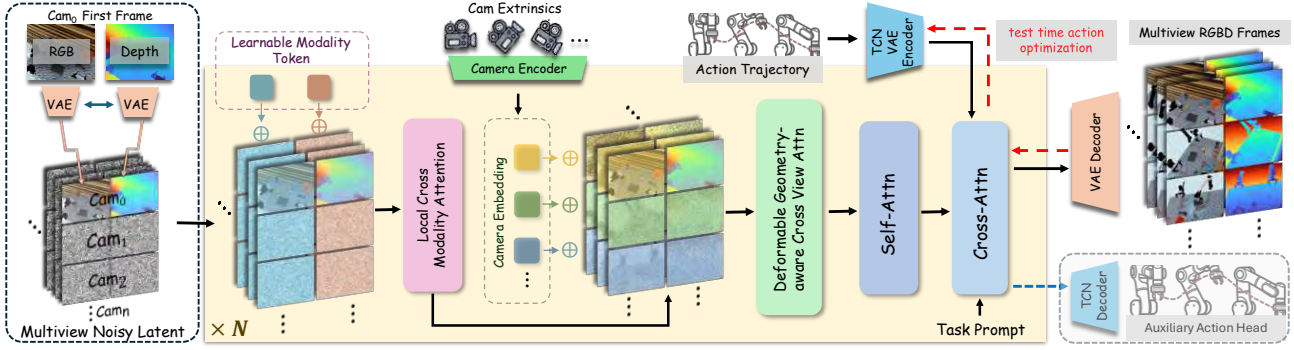 Cam₀ First Frame
RGB
Depth
VAE
VAE
Cam₀
Cam₁
Cam₂
Camₙ
Multiview Noisy Latent
Learnable Modality
Token
× N
Local Cross
Modality Attention
Cam Extrinsics
...
Camera Encoder
Camera Embedding
Deformable Geometry-
aware Cross View Attn
Self-Attn
Cross-Attn
Task Prompt
Action Trajectory
TCN
VAE
Encoder
test time action
optimization
VAE Decoder
Multiview RGBD Frames
TCN
Decoder
Auxiliary Action Head